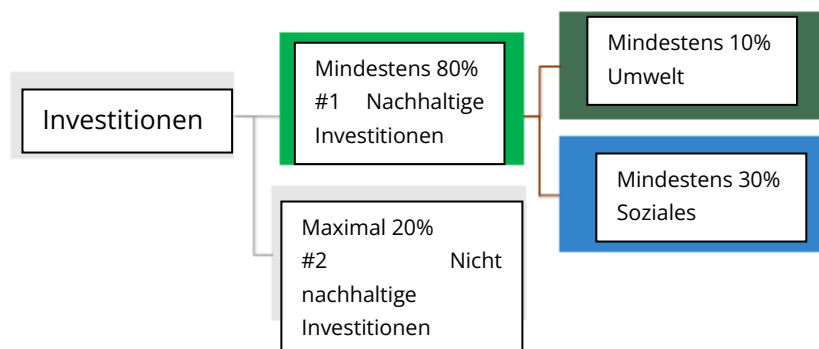 Investitionen
Mindestens 80%
#1 Nachhaltige
Investitionen
Maximal 20%
#2 Nicht
nachhaltige
Investitionen
Mindestens 10%
Umwelt
Mindestens 30%
Soziales